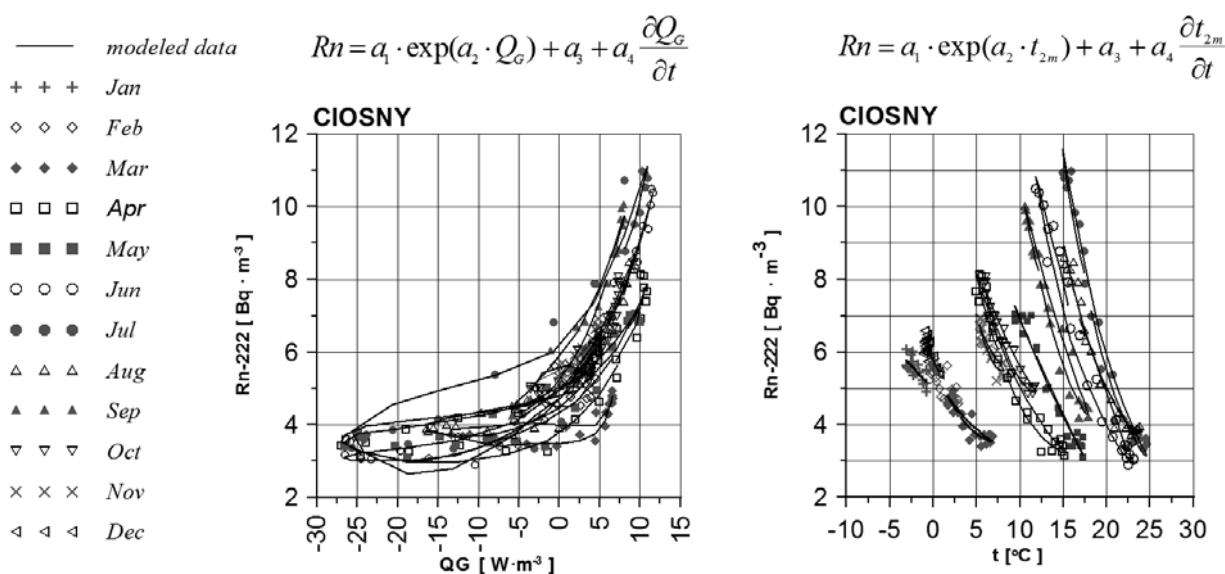 modeled data
Jan
Feb
Mar
Apr
May
Jun
Jul
Aug
Sep
Oct
Nov
Dec
Rn = a₁ · exp(a₂ · Q_G) + a₃ + a₄ ∂Q_G/∂t
CIOSNY
Rn-222 [ Bq · m⁻³ ]
12
10
8
6
4
2
-30 -25 -20 -15 -10 -5 0 5 10 15
QG [ W·m⁻³ ]
Rn = a₁ · exp(a₂ · t₂ₘ) + a₃ + a₄ ∂t₂ₘ/∂t
CIOSNY
Rn-222 [ Bq · m⁻³ ]
12
10
8
6
4
2
-10 -5 0 5 10 15 20 25 30
t [°C]